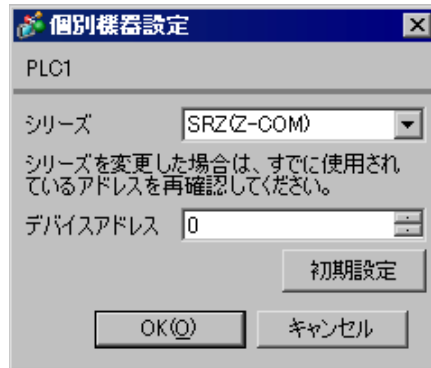 個別機器設定
PLC1
シリーズ SRZ(Z-COM)
シリーズを変更した場合は、すでに使用され
ているアドレスを再確認してください。
デバイスアドレス 0
初期設定
OK(O) キャンセル